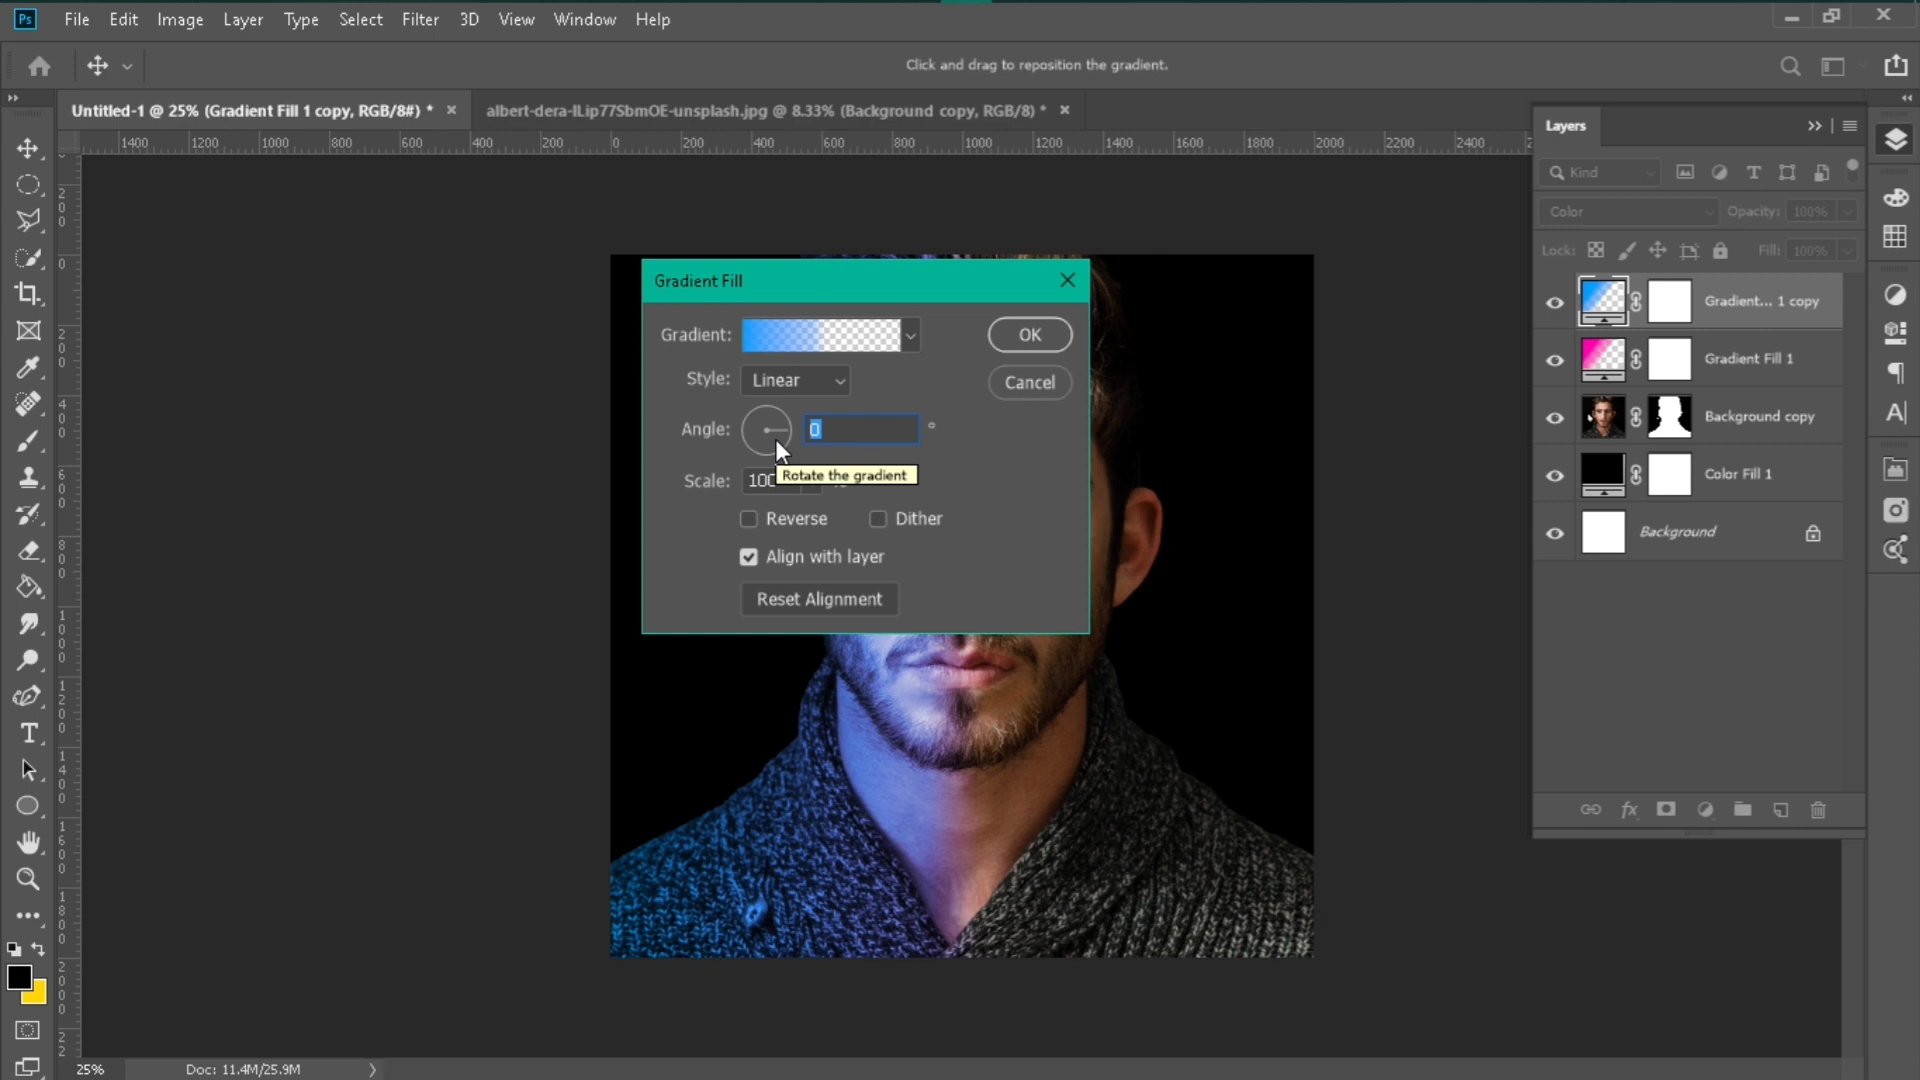 Ps File Edit Image Layer Type Select Filter 3D View Window Help
Click and drag to reposition the gradient.
Untitled-1 @ 25% (Gradient Fill 1 copy, RGB/8#) *
albert-dera-ILip77SbmOE-unsplash.jpg @ 8.33% (Background copy, RGB/8) *
1400 1200 1000 800 600 400 200 0 200 400 600 800 1000 1200 1400 1600 1800 2000 2200 2400
Layers
Kind
Color Opacity: 100%
Lock: Fill: 100%
Gradient... 1 copy
Gradient Fill 1
Background copy
Color Fill 1
Background
Gradient Fill
Gradient: OK
Style: Linear Cancel
Angle: 0 °
Scale: 100
Rotate the gradient
Reverse Dither
Align with layer
Reset Alignment
25% Doc: 11.4M/25.9M